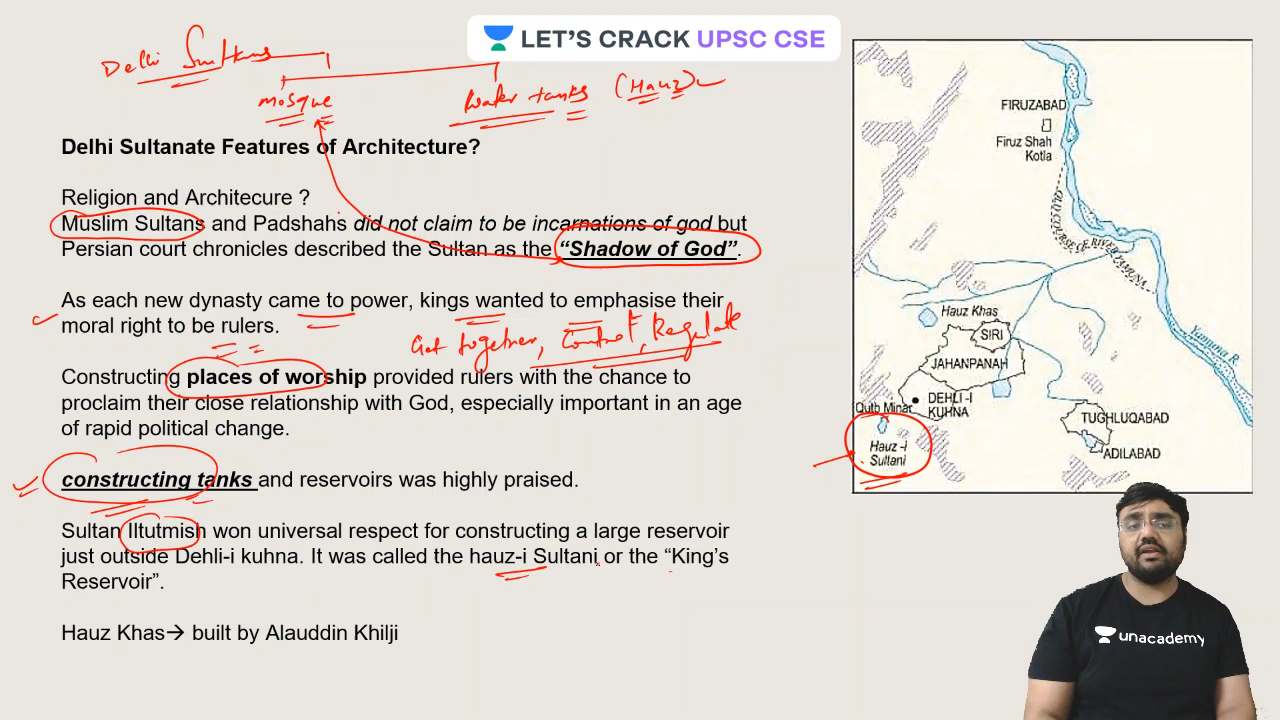 LET'S CRACK UPSC CSE
Delhi Sultans
mosque
water tanks (Hauz)
Delhi Sultanate Features of Architecture?
Religion and Architecure ?
Muslim Sultans and Padshahs did not claim to be incarnations of god but
Persian court chronicles described the Sultan as the “Shadow of God”.
As each new dynasty came to power, kings wanted to emphasise their
moral right to be rulers.
Get together, Control, Regulate
Constructing places of worship provided rulers with the chance to
proclaim their close relationship with God, especially important in an age
of rapid political change.
constructing tanks and reservoirs was highly praised.
Sultan Iltutmish won universal respect for constructing a large reservoir
just outside Dehli-i kuhna. It was called the hauz-i Sultani or the “King’s
Reservoir”.
Hauz Khas→ built by Alauddin Khilji
FIRUZABAD
Firuz Shah
Kotla
OLD COURSE OF RIVER YAMUNA
Yamuna R.
Hauz Khas
SIRI
JAHANPANAH
Qutb Minar
DEHLI-I
KUHNA
TUGHLUQABAD
Hauz-i
Sultani
ADILABAD
unacademy